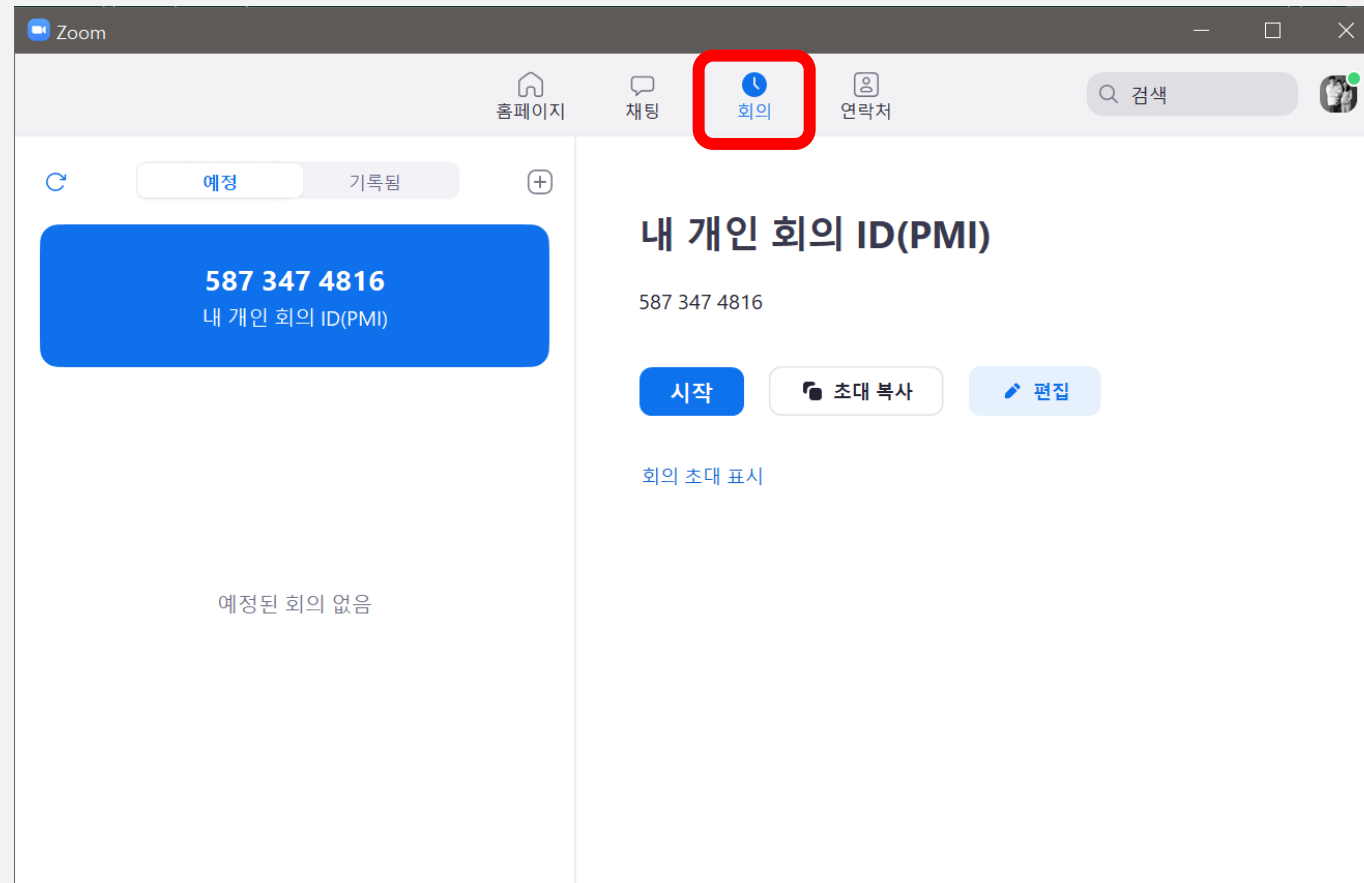 Zoom
홈페이지
채팅
회의
연락처
검색
예정
기록됨
587 347 4816
내 개인 회의 ID(PMI)
예정된 회의 없음
내 개인 회의 ID(PMI)
587 347 4816
시작
초대 복사
편집
회의 초대 표시